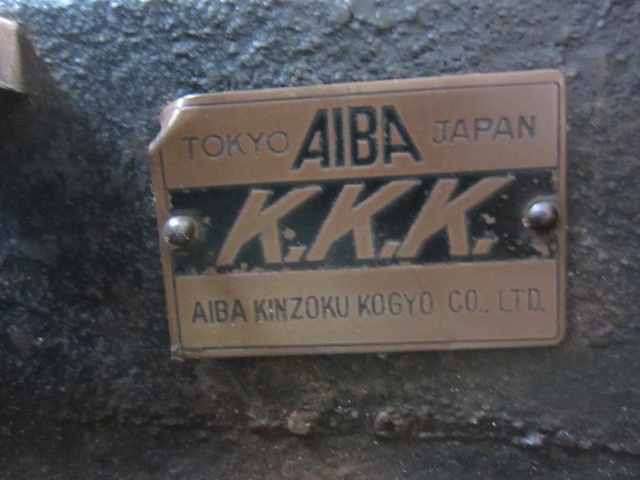 TOKYO AIBA JAPAN
K.K.K.
AIBA KINZOKU KOGYO CO., LTD.